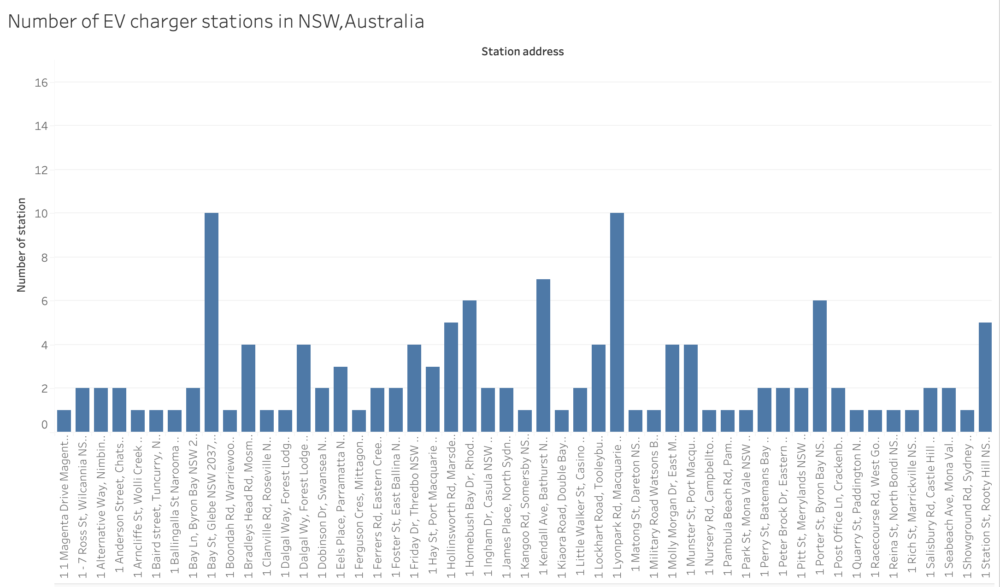 Number of EV charger stations in NSW,Australia
Station address
Number of station
16
14
12
10
8
6
4
2
0
1 1 Magenta Drive Magent..
1 - 7 Ross St, Wilcannia NS..
1 Alternative Way, Nimbin..
1 Anderson Street, Chats..
1 Arncliffe St, Wolli Creek ..
1 Baird street, Tuncurry, N..
1 Ballingalla St Narooma ..
1 Bay Ln, Byron Bay NSW 2..
1 Bay St, Glebe NSW 2037,..
1 Boondah Rd, Warriewoo..
1 Bradleys Head Rd, Mosm..
1 Clanville Rd, Roseville N..
1 Dalgal Way, Forest Lodg..
1 Dalgal Wy, Forest Lodge ..
1 Dobinson Dr, Swansea N..
1 Eels Place, Parramatta N..
1 Ferguson Cres, Mittagon..
1 Ferrers Rd, Eastern Cree..
1 Foster St, East Ballina N..
1 Friday Dr, Thredbo NSW ..
1 Hay St, Port Macquarie ..
1 Hollinsworth Rd, Marsde..
1 Homebush Bay Dr, Rhod..
1 Ingham Dr, Casula NSW ..
1 James Place, North Sydn..
1 Kangoo Rd, Somersby NS..
1 Kendall Ave, Bathurst N..
1 Kiaora Road, Double Bay..
1 Little Walker St, Casino ..
1 Lockhart Road, Tooleybu..
1 Lyonpark Rd, Macquarie ..
1 Matong St, Dareton NS..
1 Military Road Watsons B..
1 Molly Morgan Dr, East M..
1 Munster St, Port Macqu..
1 Nursery Rd, Campbellto..
1 Pambula Beach Rd, Pam..
1 Park St, Mona Vale NSW ..
1 Perry St, Batemans Bay ..
1 Peter Brock Dr, Eastern ..
1 Pitt St, Merrylands NSW ..
1 Porter St, Byron Bay NS..
1 Post Office Ln, Crackenb..
1 Quarry St, Paddington N..
1 Racecourse Rd, West Go..
1 Reina St, North Bondi NS..
1 Rich St, Marrickville NS..
1 Salisbury Rd, Castle Hill ..
1 Seabeach Ave, Mona Val..
1 Showground Rd, Sydney ..
1 Station St, Rooty Hill NS..